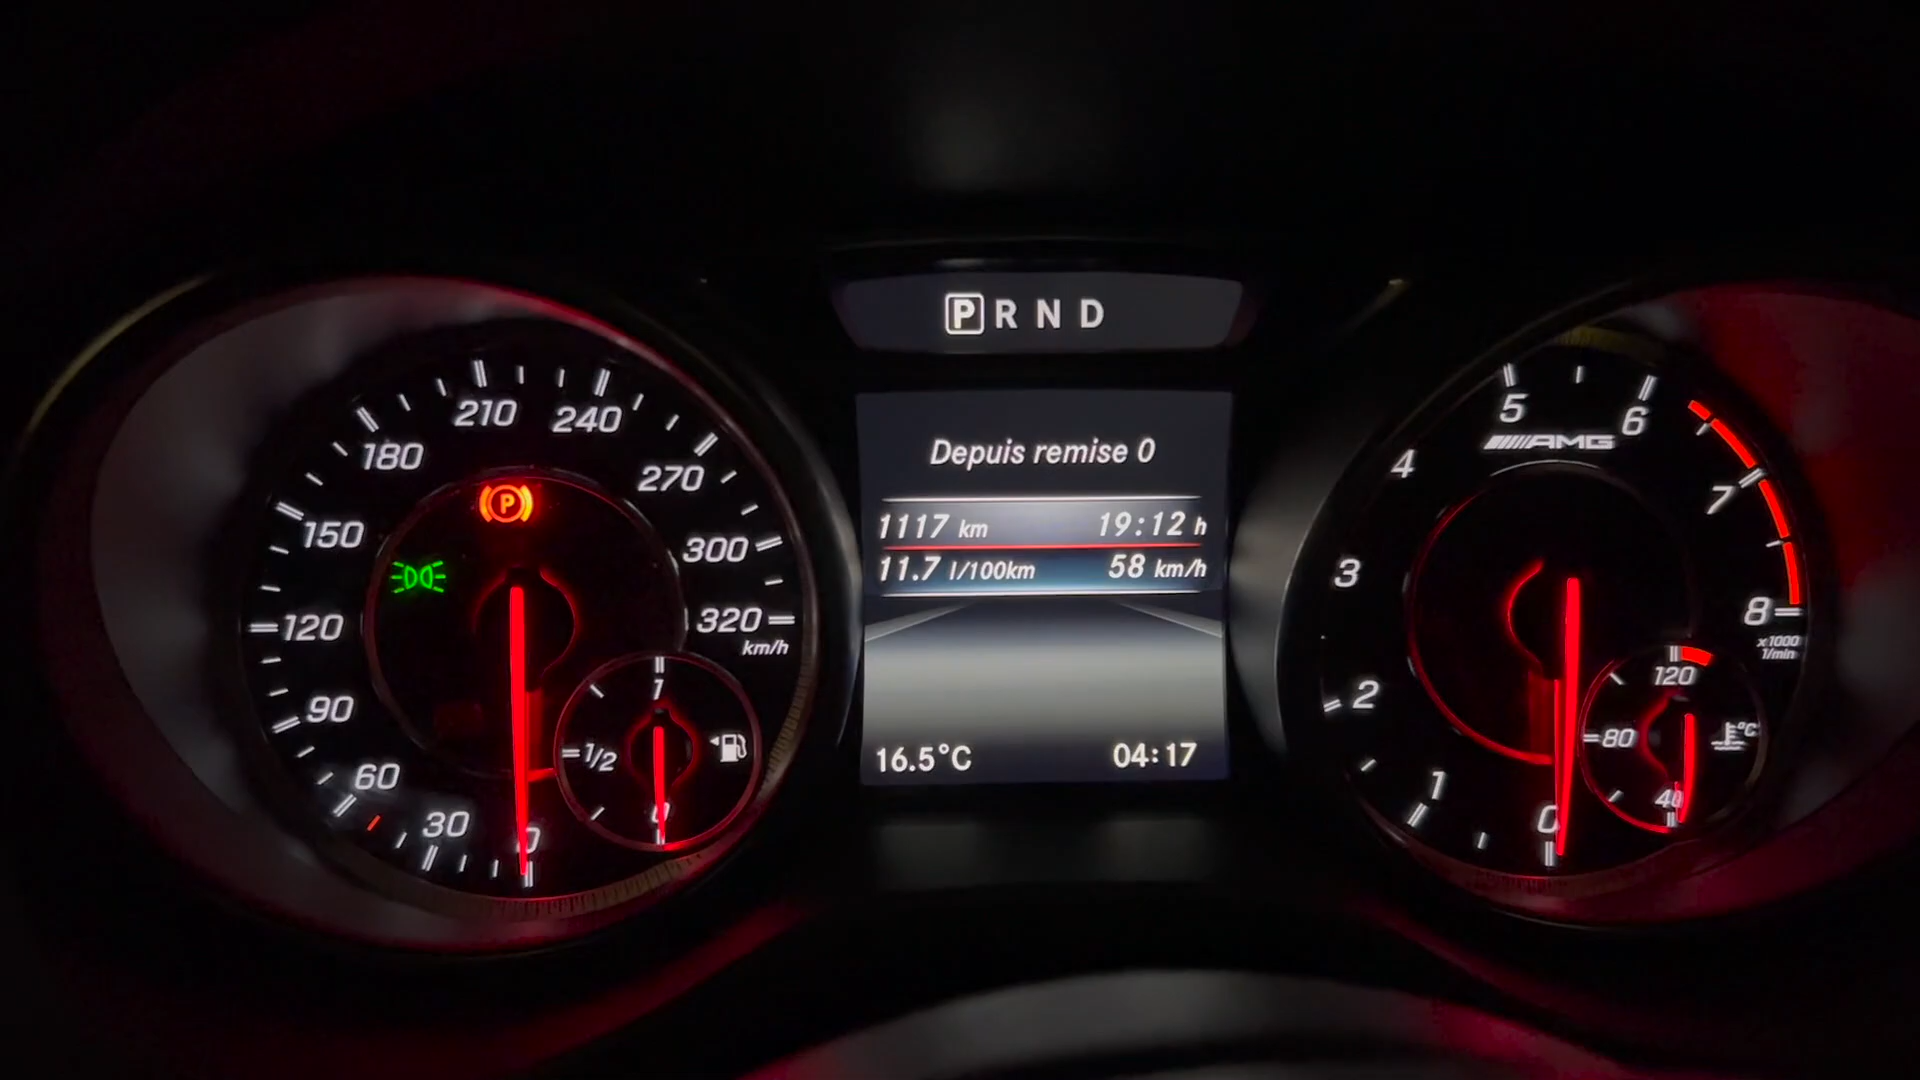 P R N D
Depuis remise 0
1117 km 19:12 h
11.7 l/100km 58 km/h
16.5°C 04:17
0
30
60
90
120
150
180
210
240
270
300
320
km/h
P
1
1/2
0
0
1
2
3
4
5
6
7
8
AMG
x1000
1/min
120
80
40
°C